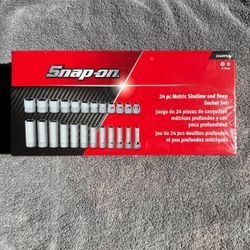 Snap-on
24 pc Metric Shallow and Deep
Socket Set
Juego de 24 piezas de casquillos
métricos profundos y con
poca profundidad
Jeu de 24 pcs douilles profondes
et peu profondes métriques